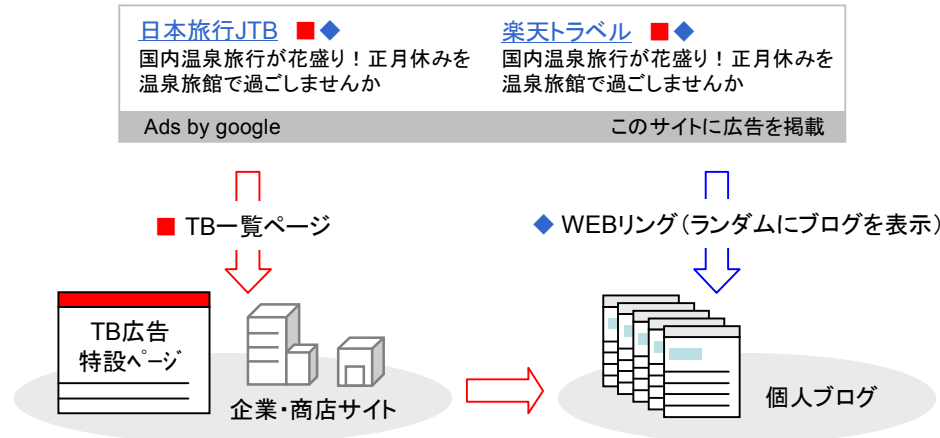 日本旅行JTB ■◆
国内温泉旅行が花盛り！正月休みを
温泉旅館で過ごしませんか
楽天トラベル ■◆
国内温泉旅行が花盛り！正月休みを
温泉旅館で過ごしませんか
Ads by google
このサイトに広告を掲載
■ TB一覧ページ
◆ WEBリング（ランダムにブログを表示）
TB広告
特設ページ
企業・商店サイト
個人ブログ